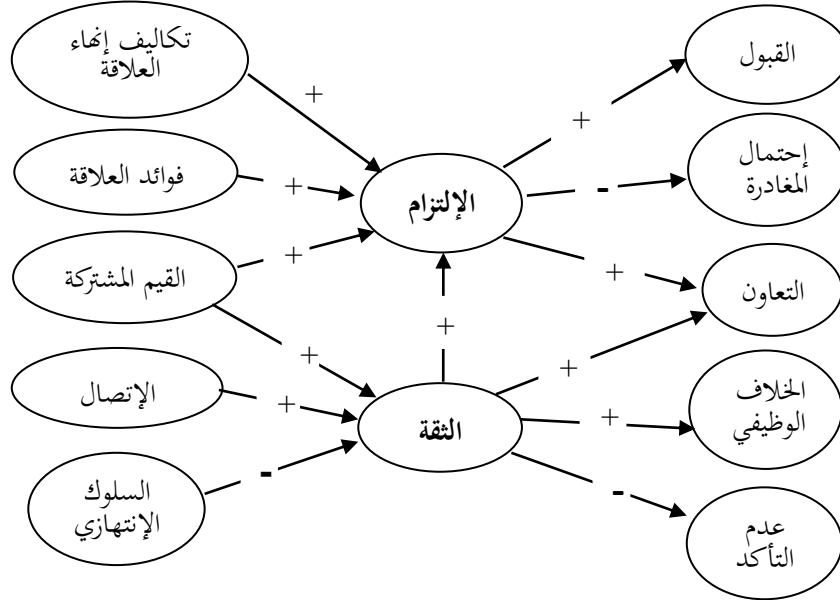 تكاليف إنهاء
العلاقة
+
القبول
+
فوائد العلاقة
+
الإلتزام
-
إحتمال
المغادرة
القيم المشتركة
+
+
التعاون
+
+
+
الإتصال
+
الثقة
+
الخلاف
الوظيفي
السلوك
الإنتهازي
-
-
عدم
التأكد